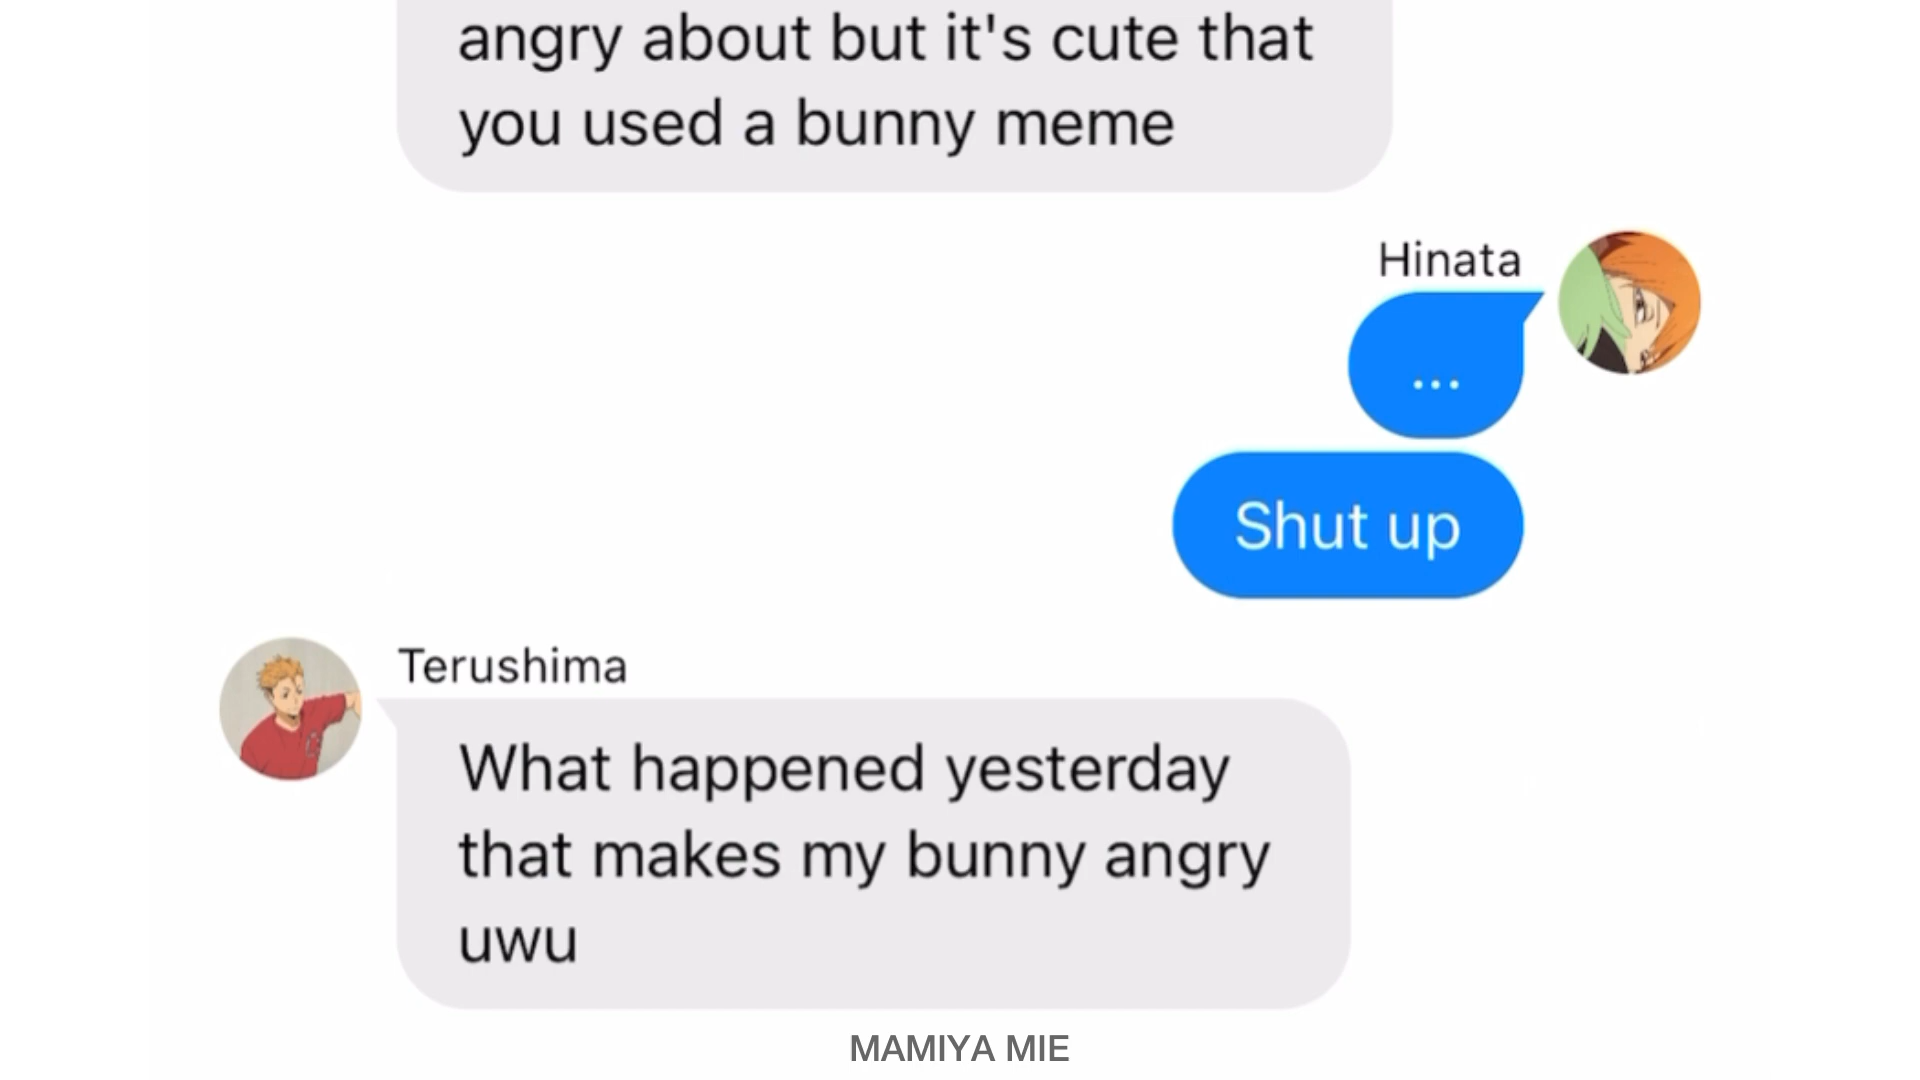 angry about but it's cute that
you used a bunny meme
Hinata
...
Shut up
Terushima
What happened yesterday
that makes my bunny angry
uwu
MAMIYA MIE